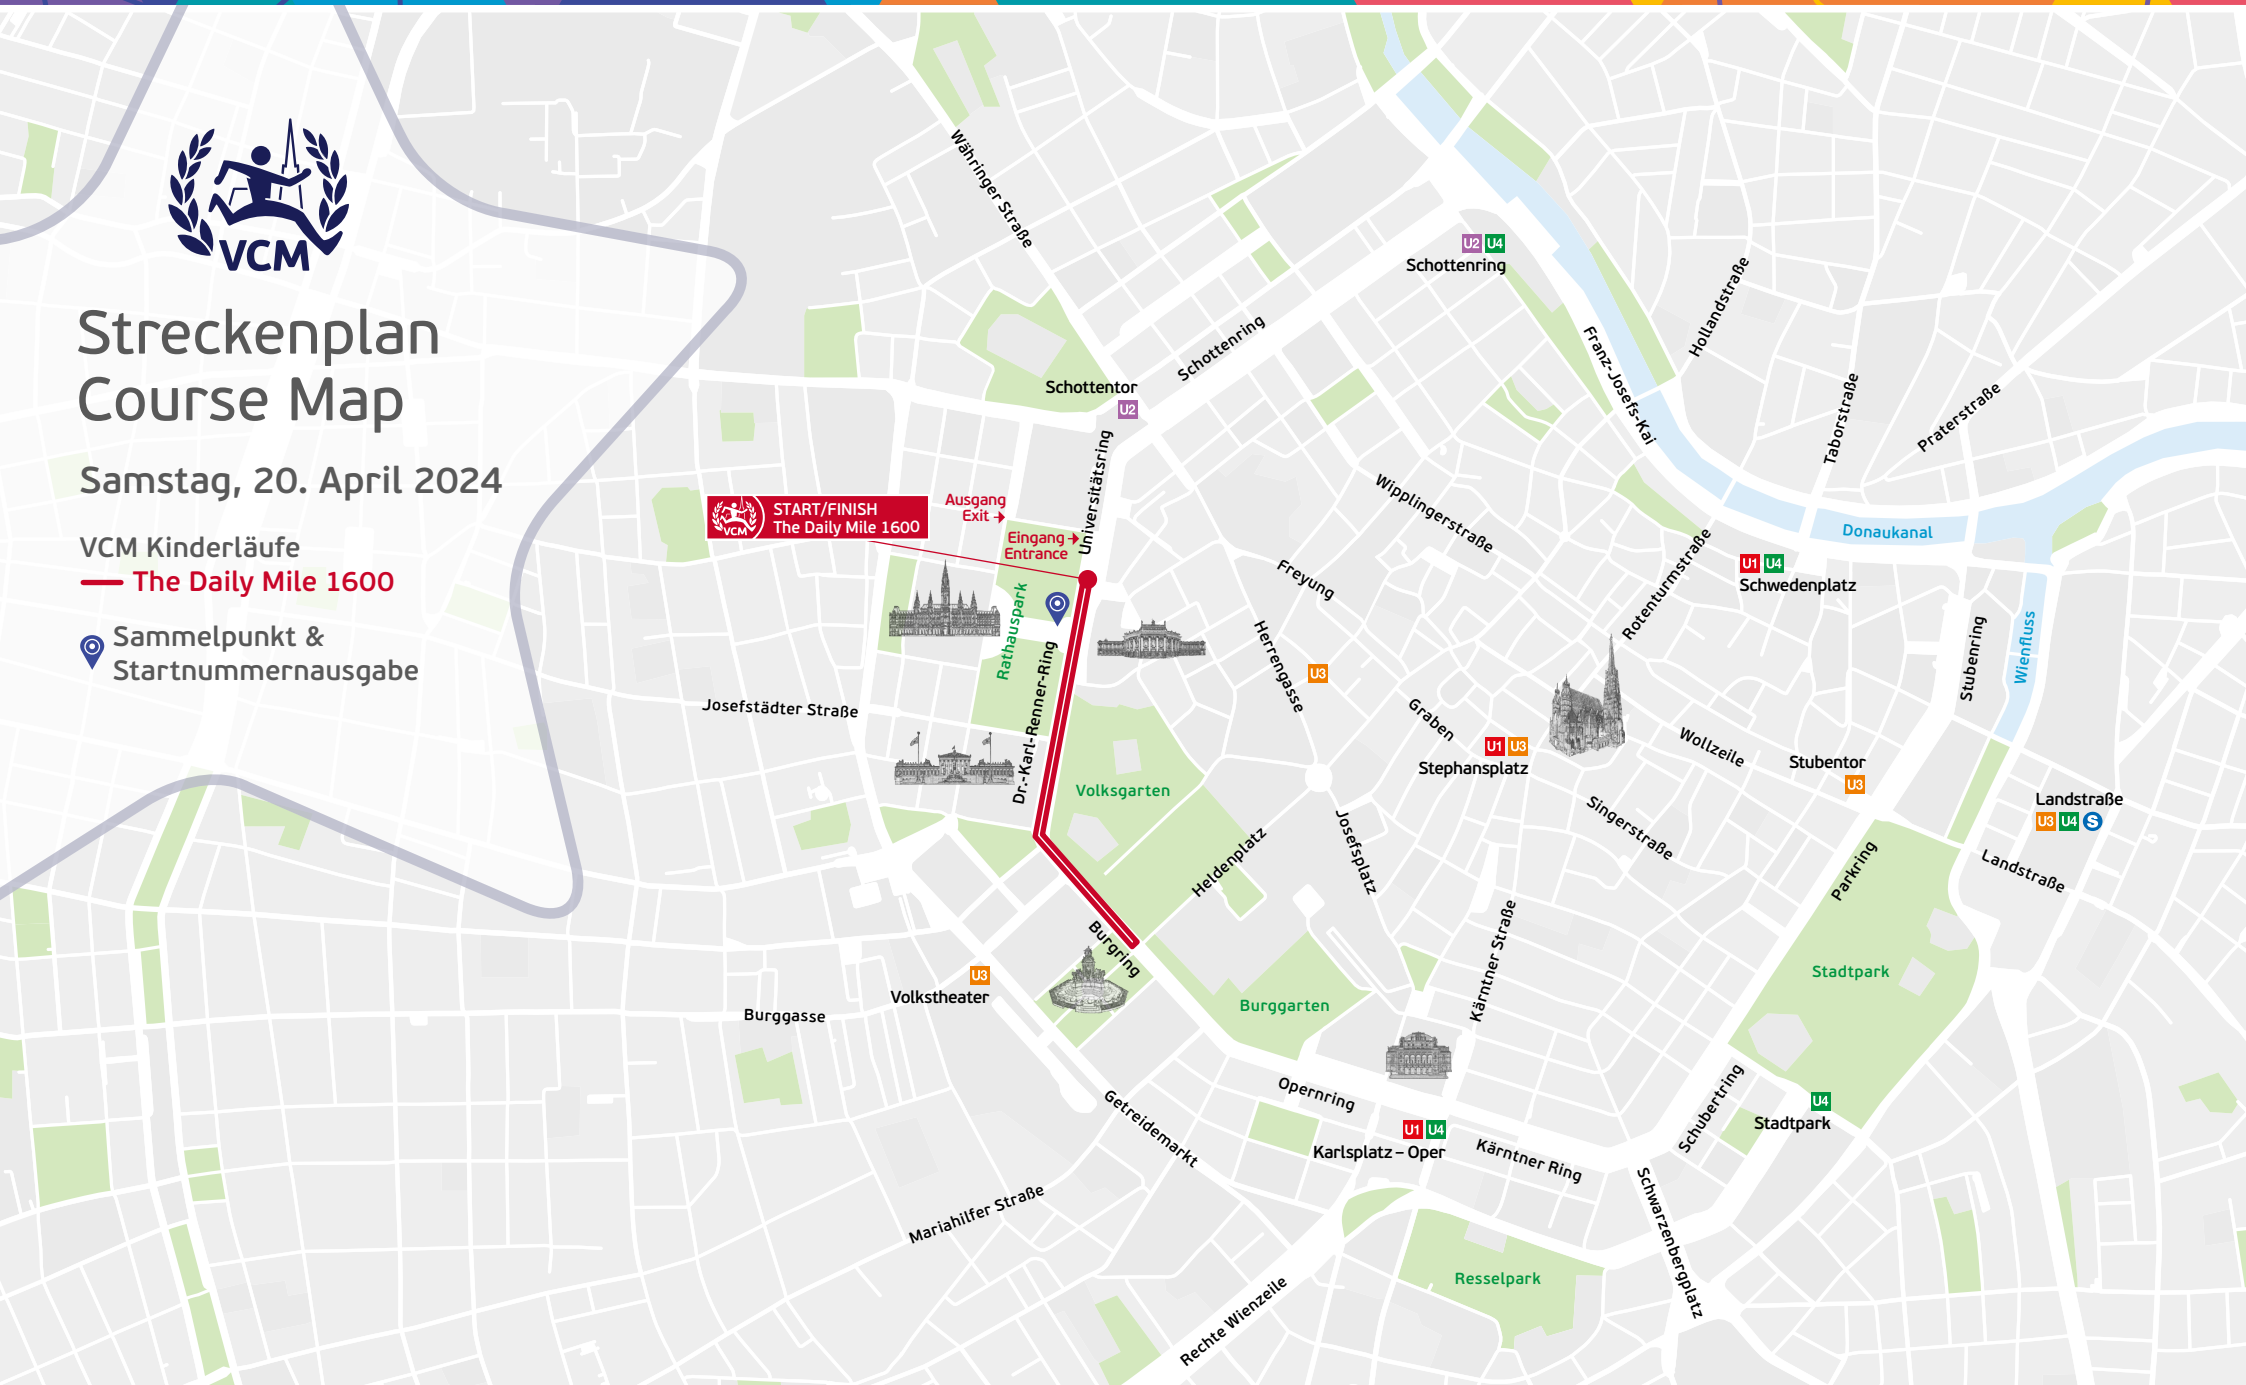 VCM
Streckenplan
Course Map
Samstag, 20. April 2024
VCM Kinderläufe
The Daily Mile 1600
Sammelpunkt &
Startnummernausgabe
Währinger Straße
U2 U4
Schottenring
Schottenring
Schottentor
U2
Universitätsring
VCM
START/FINISH
The Daily Mile 1600
Ausgang
Exit
Eingang
Entrance
Rathauspark
Dr.-Karl-Renner-Ring
Josefstädter Straße
Volksgarten
Heldenplatz
Burgring
U3
Volkstheater
Burggasse
Burggarten
Getreidemarkt
Mariahilfer Straße
Rechte Wienzeile
Opernring
U1 U4
Karlsplatz – Oper
Kärntner Ring
Kärntner Straße
Resselpark
Schwarzenbergplatz
Schubertring
U4
Stadtpark
Stadtpark
Parkring
Landstraße
U3 U4 S
Landstraße
Stubentor
U3
Stubenring
Wienfluss
Wollzeile
Singerstraße
U1 U3
Stephansplatz
Graben
Josefsplatz
Herrengasse
U3
Freyung
Wipplingerstraße
Rotenturmstraße
U1 U4
Schwedenplatz
Donaukanal
Franz-Josefs-Kai
Hollandstraße
Taborstraße
Praterstraße